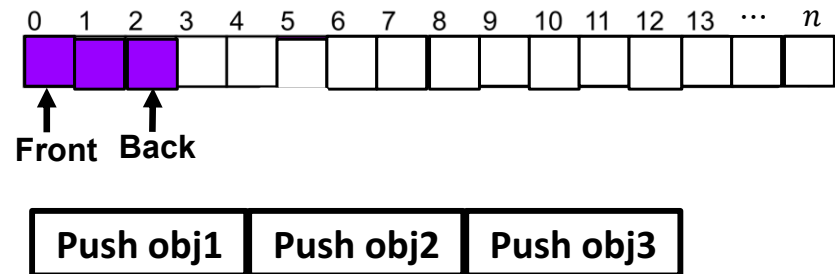 0 1 2 3 4 5 6 7 8 9 10 11 12 13 ⋯ n
Front Back
Push obj1 Push obj2 Push obj3